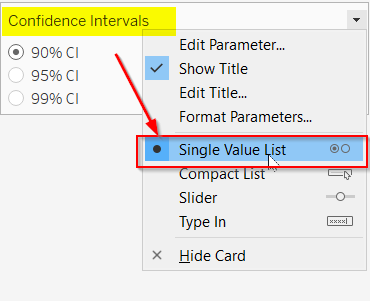 Confidence Intervals
90% CI
95% CI
99% CI
Edit Parameter...
Show Title
Edit Title...
Format Parameters...
Single Value List
Compact List
Slider
Type In
Hide Card